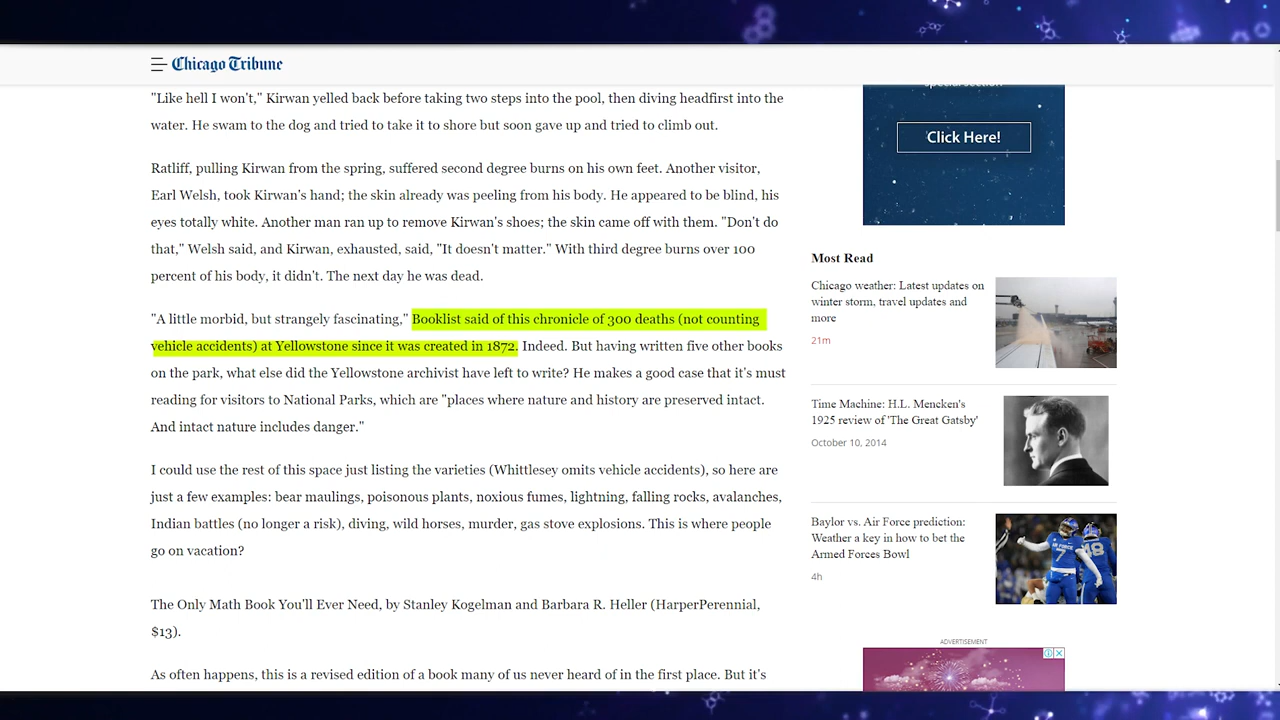 Chicago Tribune
"Like hell I won't," Kirwan yelled back before taking two steps into the pool, then diving headfirst into the
water. He swam to the dog and tried to take it to shore but soon gave up and tried to climb out.
Ratliff, pulling Kirwan from the spring, suffered second degree burns on his own feet. Another visitor,
Earl Welsh, took Kirwan's hand; the skin already was peeling from his body. He appeared to be blind, his
eyes totally white. Another man ran up to remove Kirwan's shoes; the skin came off with them. "Don't do
that," Welsh said, and Kirwan, exhausted, said, "It doesn't matter." With third degree burns over 100
percent of his body, it didn't. The next day he was dead.
"A little morbid, but strangely fascinating," Booklist said of this chronicle of 300 deaths (not counting
vehicle accidents) at Yellowstone since it was created in 1872. Indeed. But having written five other books
on the park, what else did the Yellowstone archivist have left to write? He makes a good case that it's must
reading for visitors to National Parks, which are "places where nature and history are preserved intact.
And intact nature includes danger."
I could use the rest of this space just listing the varieties (Whittlesey omits vehicle accidents), so here are
just a few examples: bear maulings, poisonous plants, noxious fumes, lightning, falling rocks, avalanches,
Indian battles (no longer a risk), diving, wild horses, murder, gas stove explosions. This is where people
go on vacation?
The Only Math Book You'll Ever Need, by Stanley Kogelman and Barbara R. Heller (HarperPerennial,
$13).
As often happens, this is a revised edition of a book many of us never heard of in the first place. But it's
Click Here!
Most Read
Chicago weather: Latest updates on
winter storm, travel updates and
more
21m
Time Machine: H.L. Mencken's
1925 review of 'The Great Gatsby'
October 10, 2014
Baylor vs. Air Force prediction:
Weather a key in how to bet the
Armed Forces Bowl
4h
ADVERTISEMENT